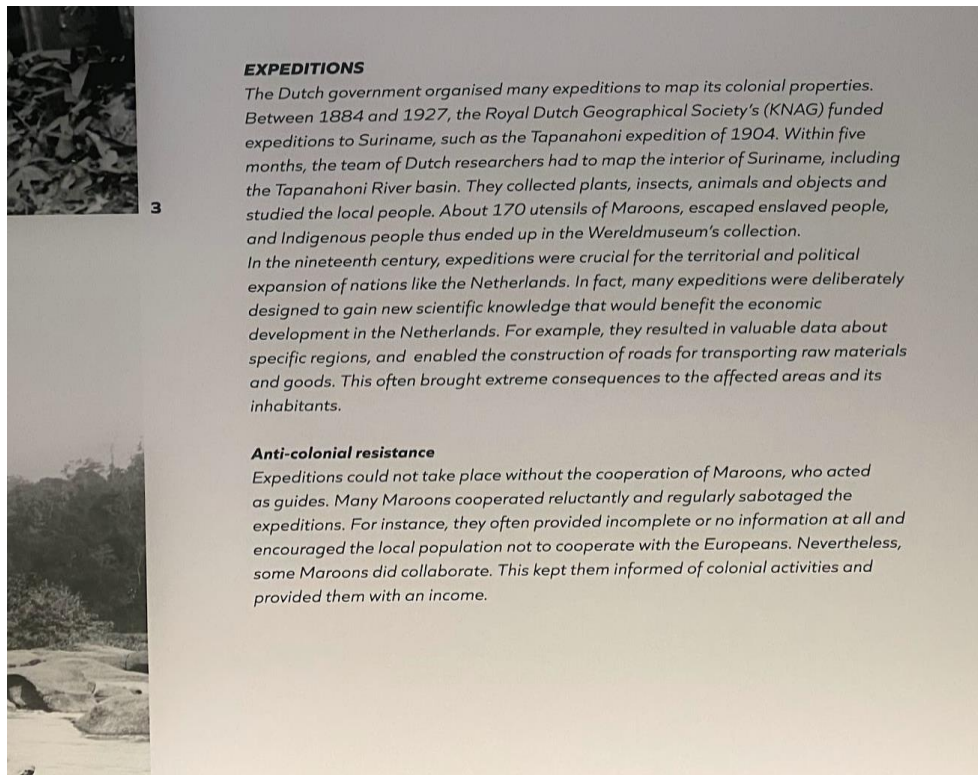 EXPEDITIONS
The Dutch government organised many expeditions to map its colonial properties.
Between 1884 and 1927, the Royal Dutch Geographical Society's (KNAG) funded
expeditions to Suriname, such as the Tapanahoni expedition of 1904. Within five
months, the team of Dutch researchers had to map the interior of Suriname, including
the Tapanahoni River basin. They collected plants, insects, animals and objects and
studied the local people. About 170 utensils of Maroons, escaped enslaved people,
and Indigenous people thus ended up in the Wereldmuseum's collection.
In the nineteenth century, expeditions were crucial for the territorial and political
expansion of nations like the Netherlands. In fact, many expeditions were deliberately
designed to gain new scientific knowledge that would benefit the economic
development in the Netherlands. For example, they resulted in valuable data about
specific regions, and enabled the construction of roads for transporting raw materials
and goods. This often brought extreme consequences to the affected areas and its
inhabitants.
Anti-colonial resistance
Expeditions could not take place without the cooperation of Maroons, who acted
as guides. Many Maroons cooperated reluctantly and regularly sabotaged the
expeditions. For instance, they often provided incomplete or no information at all and
encouraged the local population not to cooperate with the Europeans. Nevertheless,
some Maroons did collaborate. This kept them informed of colonial activities and
provided them with an income.
3